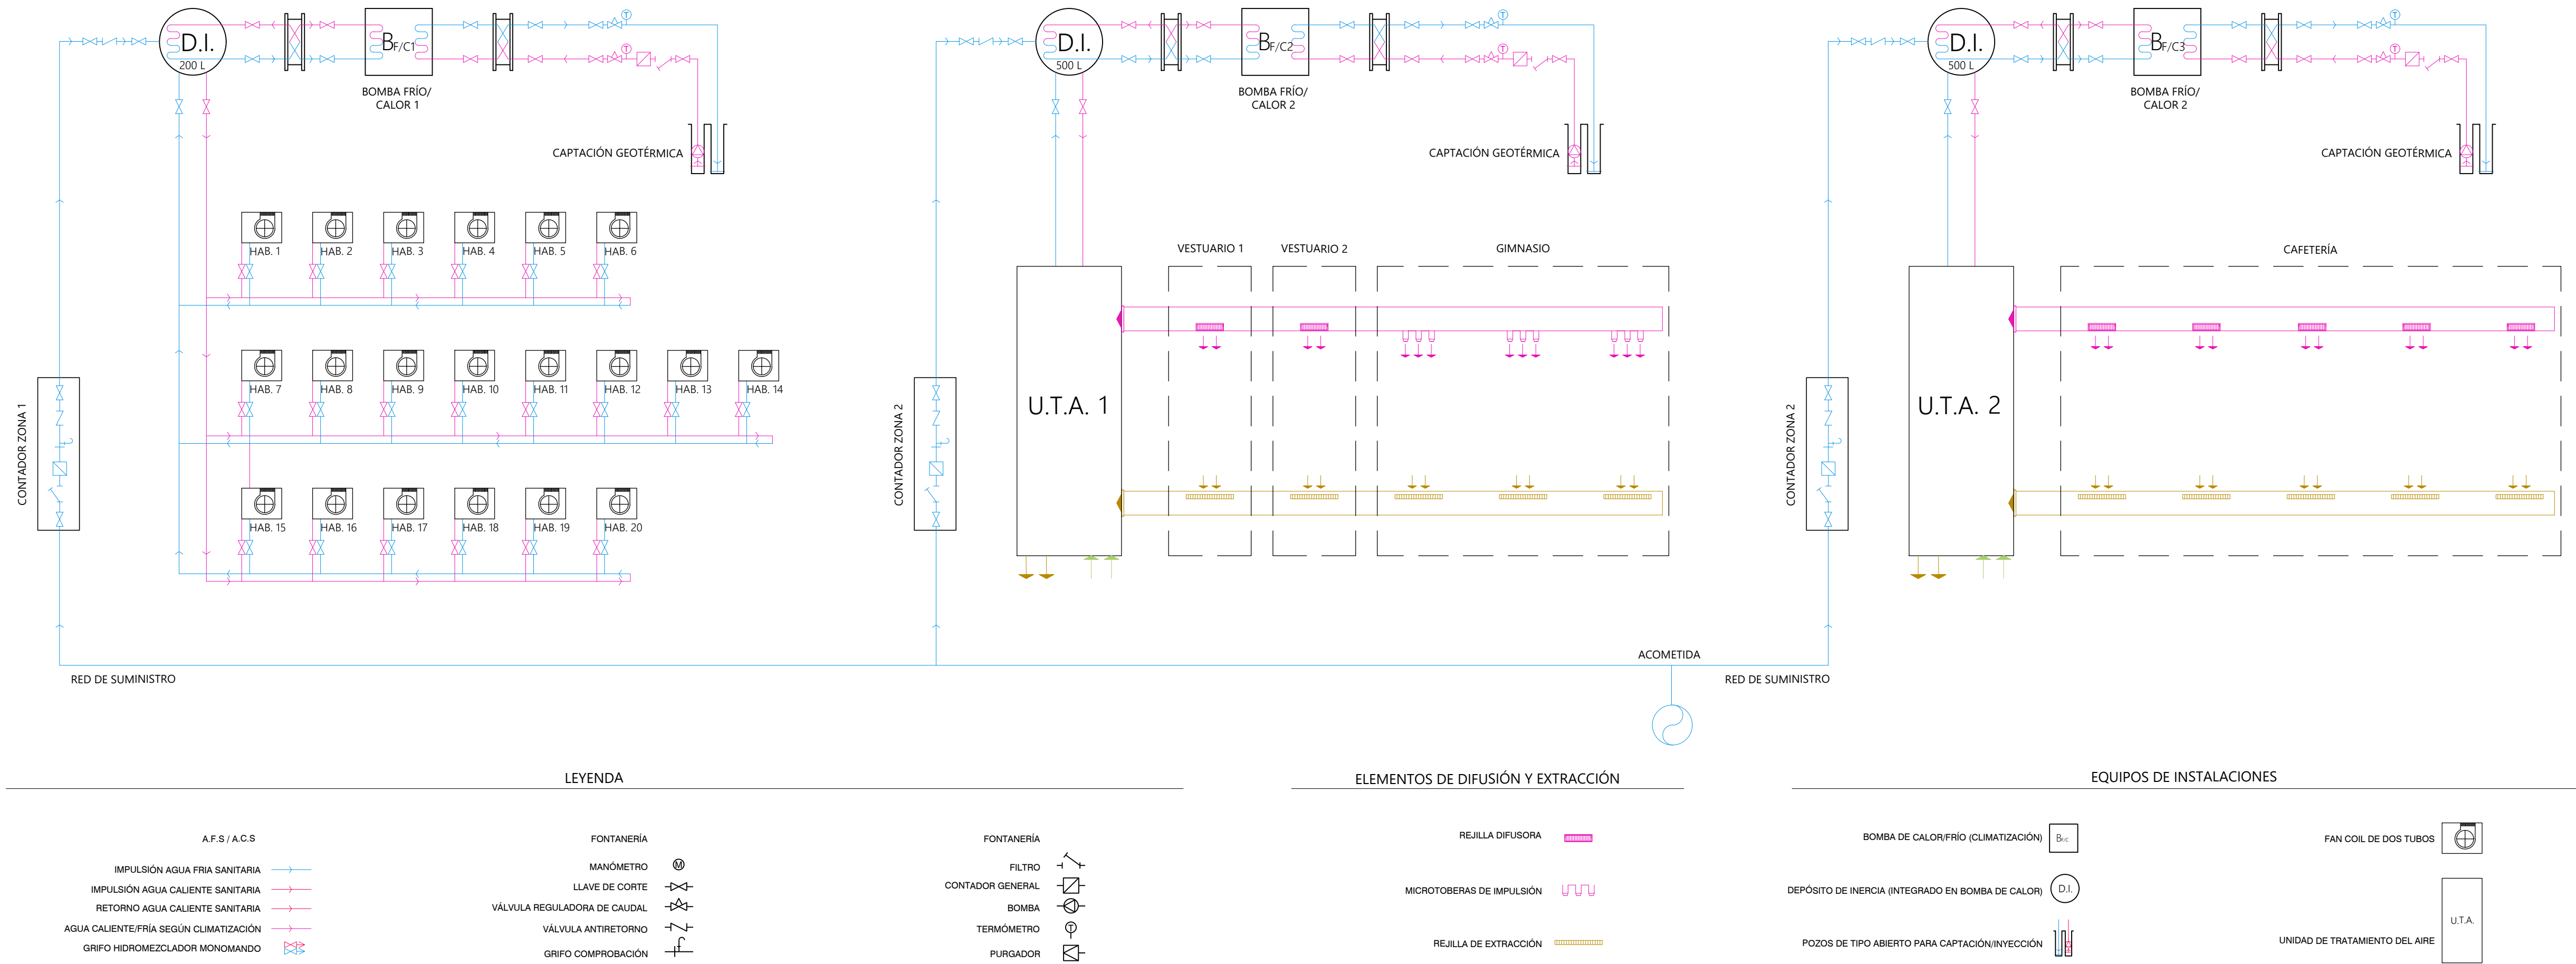 D.I.
200 L
BF/C1
BOMBA FRÍO/
CALOR 1
T
T
CAPTACIÓN GEOTÉRMICA
D.I.
500 L
BF/C2
BOMBA FRÍO/
CALOR 2
T
T
CAPTACIÓN GEOTÉRMICA
D.I.
500 L
BF/C3
BOMBA FRÍO/
CALOR 2
T
T
CAPTACIÓN GEOTÉRMICA
HAB. 1
HAB. 2
HAB. 3
HAB. 4
HAB. 5
HAB. 6
HAB. 7
HAB. 8
HAB. 9
HAB. 10
HAB. 11
HAB. 12
HAB. 13
HAB. 14
HAB. 15
HAB. 16
HAB. 17
HAB. 18
HAB. 19
HAB. 20
CONTADOR ZONA 1
CONTADOR ZONA 2
U.T.A. 1
VESTUARIO 1
VESTUARIO 2
GIMNASIO
CONTADOR ZONA 2
U.T.A. 2
CAFETERÍA
RED DE SUMINISTRO
ACOMETIDA
RED DE SUMINISTRO
LEYENDA
A.F.S / A.C.S
IMPULSIÓN AGUA FRIA SANITARIA
IMPULSIÓN AGUA CALIENTE SANITARIA
RETORNO AGUA CALIENTE SANITARIA
AGUA CALIENTE/FRÍA SEGÚN CLIMATIZACIÓN
GRIFO HIDROMEZCLADOR MONOMANDO
FONTANERÍA
MANÓMETRO M
LLAVE DE CORTE
VÁLVULA REGULADORA DE CAUDAL
VÁLVULA ANTIRETORNO
GRIFO COMPROBACIÓN
FONTANERÍA
FILTRO
CONTADOR GENERAL
BOMBA
TERMÓMETRO T
PURGADOR
ELEMENTOS DE DIFUSIÓN Y EXTRACCIÓN
REJILLA DIFUSORA
MICROTOBERAS DE IMPULSIÓN
REJILLA DE EXTRACCIÓN
EQUIPOS DE INSTALACIONES
BOMBA DE CALOR/FRÍO (CLIMATIZACIÓN) BF/C
DEPÓSITO DE INERCIA (INTEGRADO EN BOMBA DE CALOR) D.I.
POZOS DE TIPO ABIERTO PARA CAPTACIÓN/INYECCIÓN
FAN COIL DE DOS TUBOS
UNIDAD DE TRATAMIENTO DEL AIRE U.T.A.